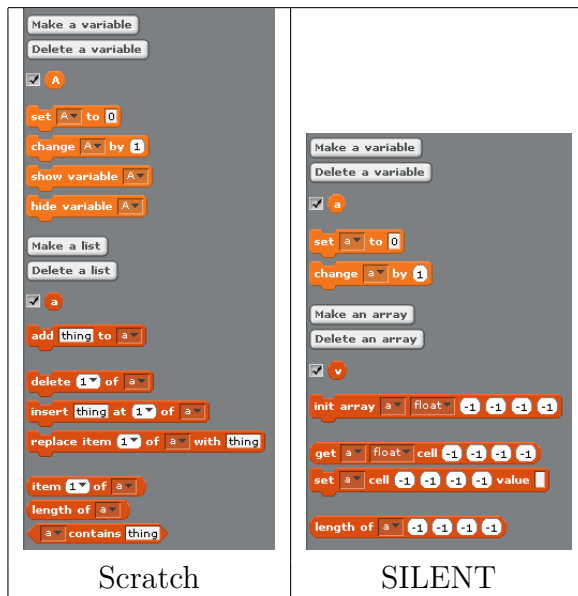 Make a variable
Delete a variable
A
set A to 0
change A by 1
show variable A
hide variable A
Make a list
Delete a list
a
add thing to a
delete 1 of a
insert thing at 1 of a
replace item 1 of a with thing
item 1 of a
length of a
a contains thing
Scratch
Make a variable
Delete a variable
a
set a to 0
change a by 1
Make an array
Delete an array
v
init array a float -1 -1 -1 -1
get a float cell -1 -1 -1 -1
set a cell -1 -1 -1 -1 value
length of a -1 -1 -1 -1
SILENT